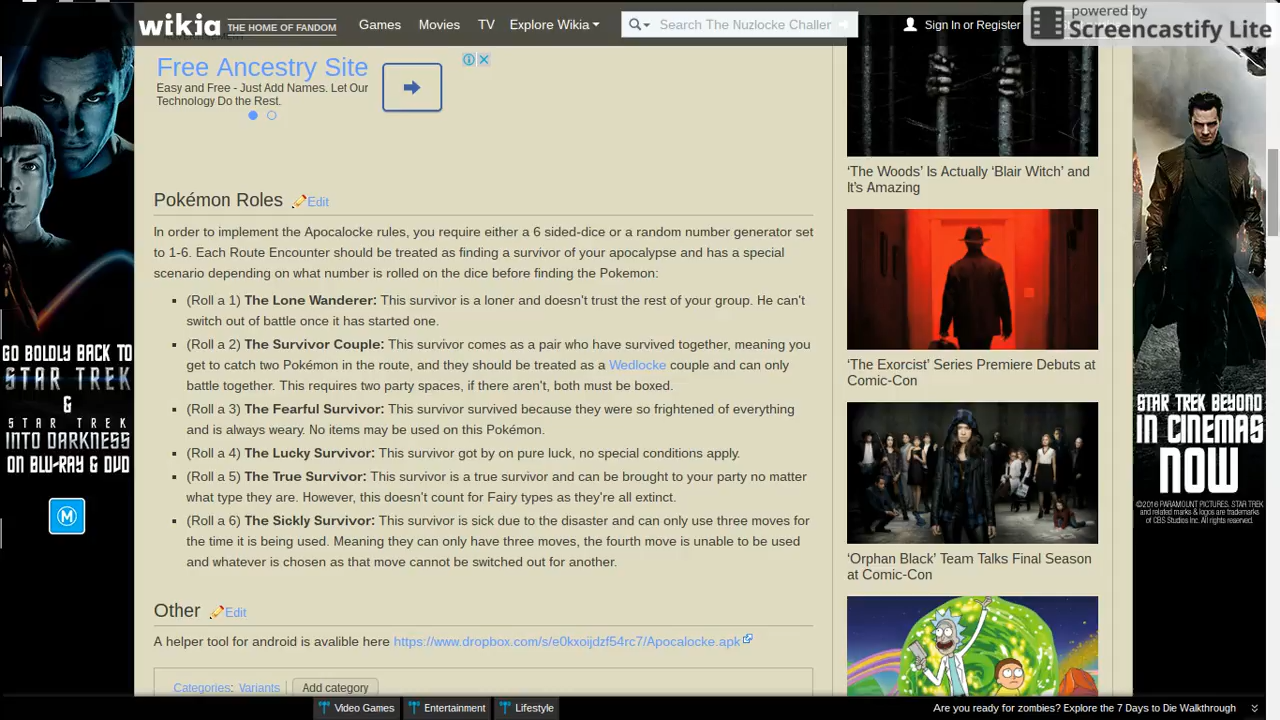 wikia THE HOME OF FANDOM Games Movies TV Explore Wikia Search The Nuzlocke Challer Sign In or Register
powered by
Screencastify Lite
Free Ancestry Site
Easy and Free - Just Add Names. Let Our
Technology Do the Rest.
Pokémon Roles Edit
In order to implement the Apocalocke rules, you require either a 6 sided-dice or a random number generator set
to 1-6. Each Route Encounter should be treated as finding a survivor of your apocalypse and has a special
scenario depending on what number is rolled on the dice before finding the Pokemon:
(Roll a 1) The Lone Wanderer: This survivor is a loner and doesn't trust the rest of your group. He can't
switch out of battle once it has started one.
(Roll a 2) The Survivor Couple: This survivor comes as a pair who have survived together, meaning you
get to catch two Pokémon in the route, and they should be treated as a Wedlocke couple and can only
battle together. This requires two party spaces, if there aren't, both must be boxed.
(Roll a 3) The Fearful Survivor: This survivor survived because they were so frightened of everything
and is always weary. No items may be used on this Pokémon.
(Roll a 4) The Lucky Survivor: This survivor got by on pure luck, no special conditions apply.
(Roll a 5) The True Survivor: This survivor is a true survivor and can be brought to your party no matter
what type they are. However, this doesn't count for Fairy types as they're all extinct.
(Roll a 6) The Sickly Survivor: This survivor is sick due to the disaster and can only use three moves for
the time it is being used. Meaning they can only have three moves, the fourth move is unable to be used
and whatever is chosen as that move cannot be switched out for another.
Other Edit
A helper tool for android is avalible here https://www.dropbox.com/s/e0kxoijdzf54rc7/Apocalocke.apk
Categories: Variants Add category
'The Woods' Is Actually 'Blair Witch' and
It's Amazing
'The Exorcist' Series Premiere Debuts at
Comic-Con
'Orphan Black' Team Talks Final Season
at Comic-Con
GO BOLDLY BACK TO
STAR TREK
&
STAR TREK
INTO DARKNESS
ON BLU-RAY & DVD
M
STAR TREK BEYOND
IN CINEMAS
NOW
©2016 PARAMOUNT PICTURES. STAR TREK
and related marks & logos are trademarks
of CBS Studios Inc. All rights reserved.
Video Games Entertainment Lifestyle Are you ready for zombies? Explore the 7 Days to Die Walkthrough